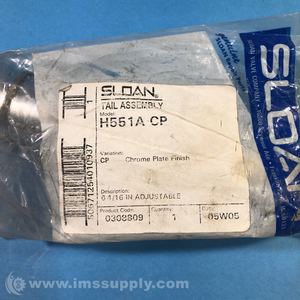 SLOAN.
TAIL ASSEMBLY
Model:
H551A CP
Variation:
CP Chrome Plate Finish
Description:
6 1/16 IN ADJUSTABLE
Product Code: Quantity: Date:
0308809 1 05W05
SLOAN
www.imssupply.com